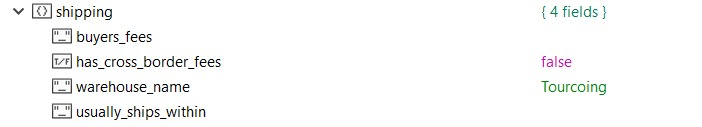 shipping { 4 fields }
"_" buyers_fees
T/F has_cross_border_fees false
"_" warehouse_name Tourcoing
"_" usually_ships_within